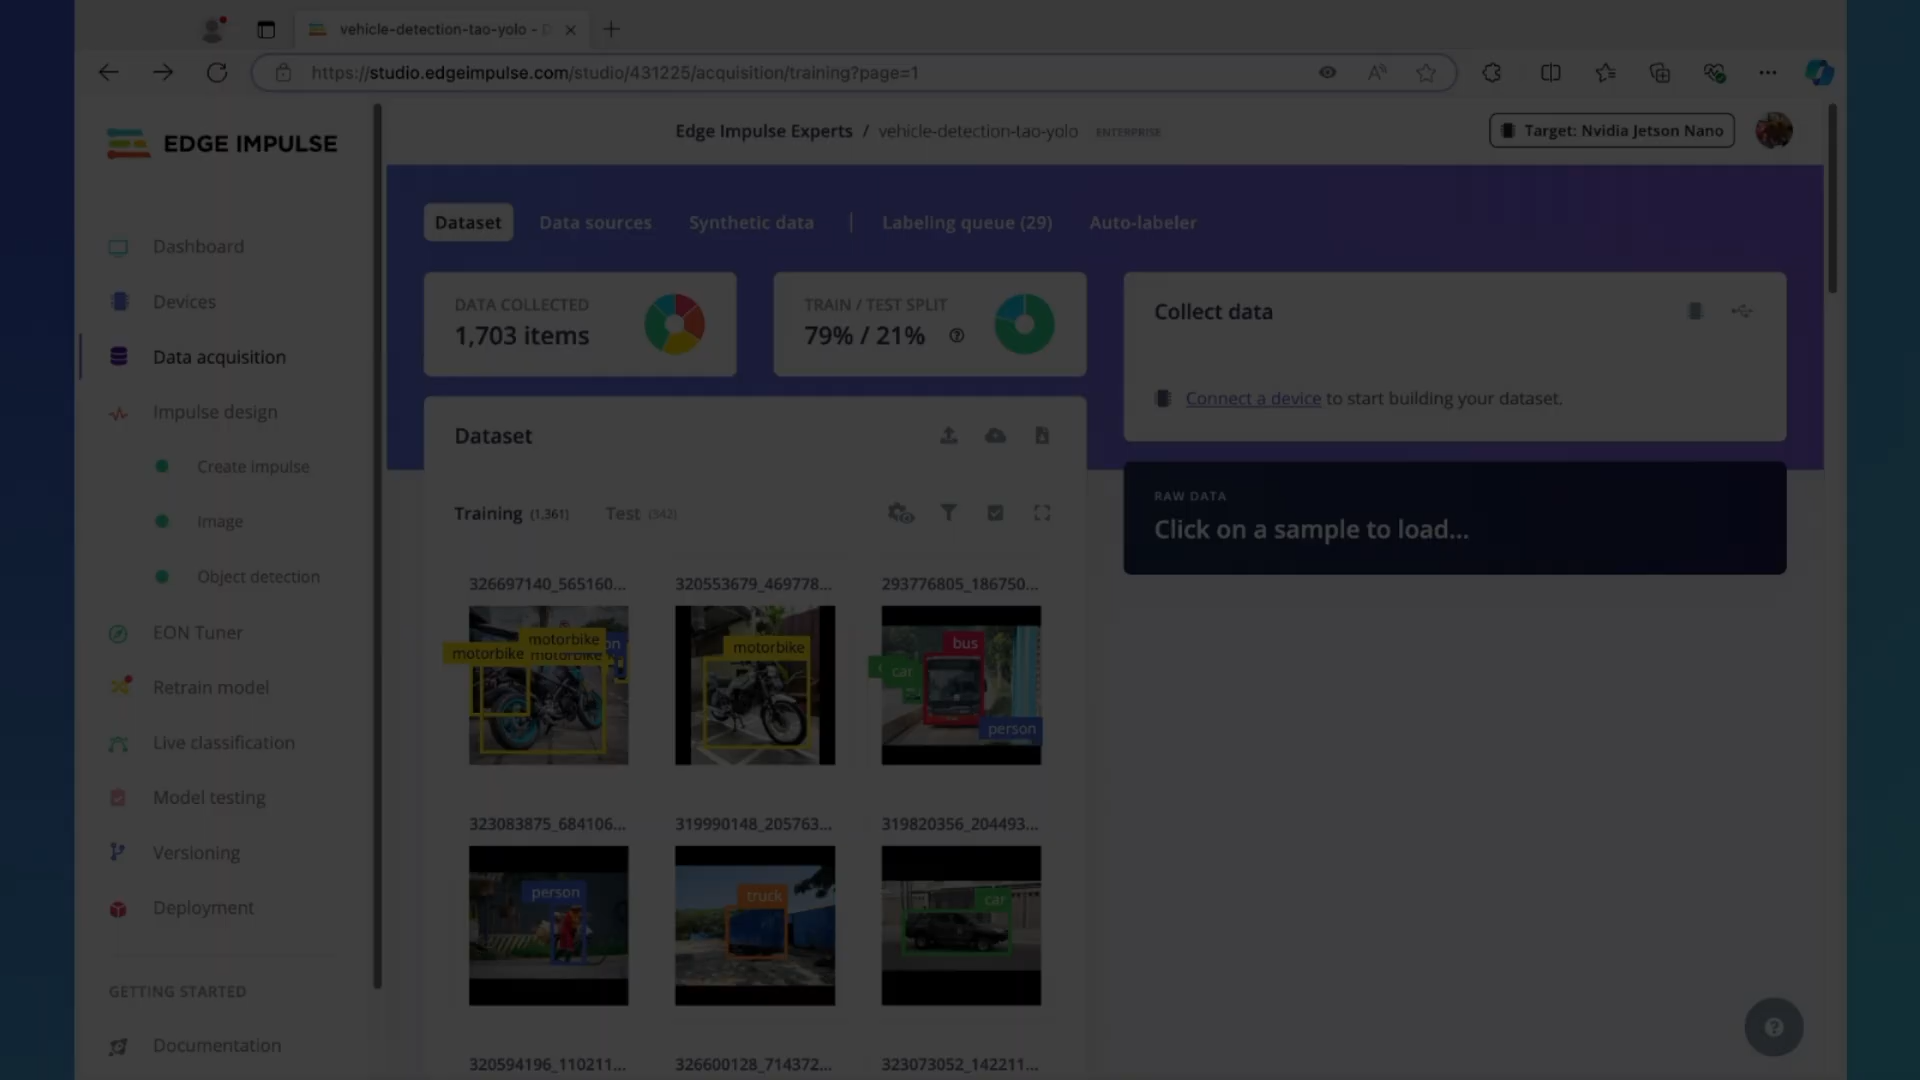 vehicle-detection-tao-yolo - D
https://studio.edgeimpulse.com/studio/431225/acquisition/training?page=1
EDGE IMPULSE
Edge Impulse Experts / vehicle-detection-tao-yolo ENTERPRISE
Target: Nvidia Jetson Nano
Dashboard
Devices
Data acquisition
Impulse design
Create impulse
Image
Object detection
EON Tuner
Retrain model
Live classification
Model testing
Versioning
Deployment
GETTING STARTED
Documentation
Dataset
Data sources
Synthetic data
|
Labeling queue (29)
Auto-labeler
DATA COLLECTED
1,703 items
TRAIN / TEST SPLIT
79% / 21%
Collect data
Connect a device to start building your dataset.
RAW DATA
Click on a sample to load...
Dataset
Training (1,361)
Test (342)
326697140_565160...
320553679_469778...
293776805_186750...
motorbike
on
motorbike
motorbike
motorbike
bus
car
person
323083875_684106...
319990148_205763...
319820356_204493...
person
truck
car
320594196_110211...
326600128_714372...
323073052_142211...